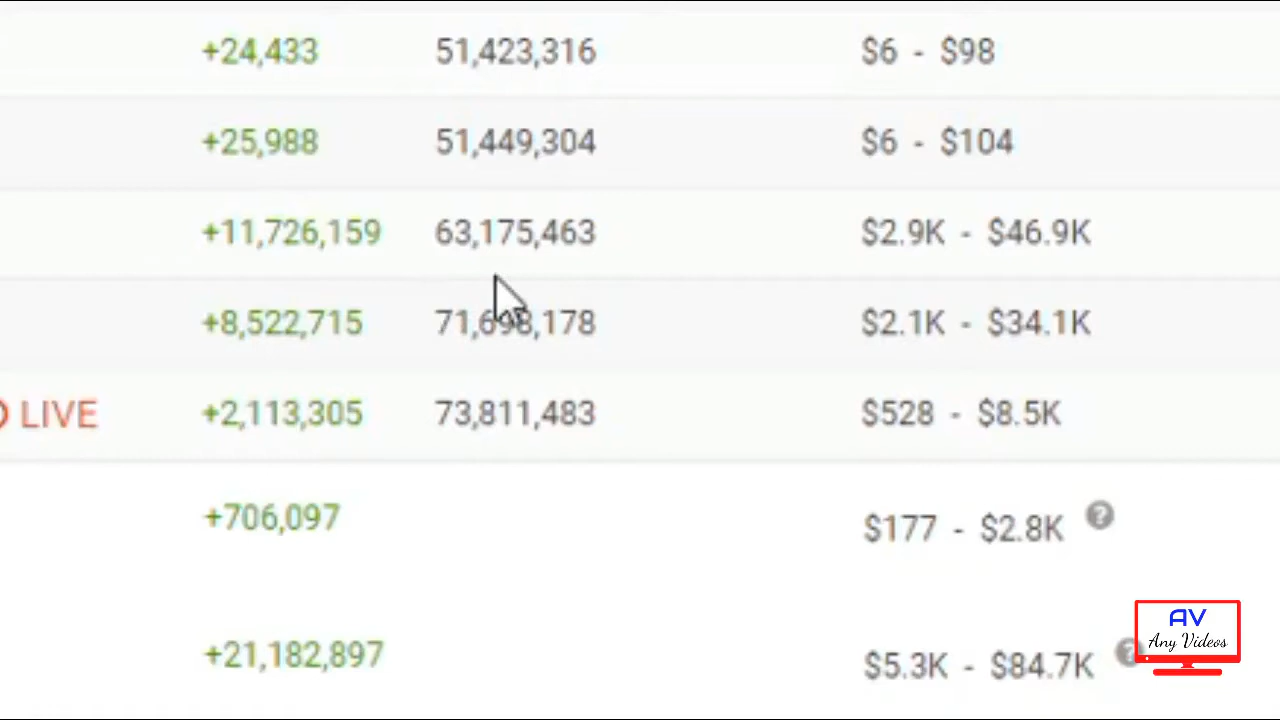 +24,433 51,423,316 $6 - $98
+25,988 51,449,304 $6 - $104
+11,726,159 63,175,463 $2.9K - $46.9K
+8,522,715 71,698,178 $2.1K - $34.1K
LIVE +2,113,305 73,811,483 $528 - $8.5K
+706,097 $177 - $2.8K ?
+21,182,897 $5.3K - $84.7K ?
AV
Any Videos